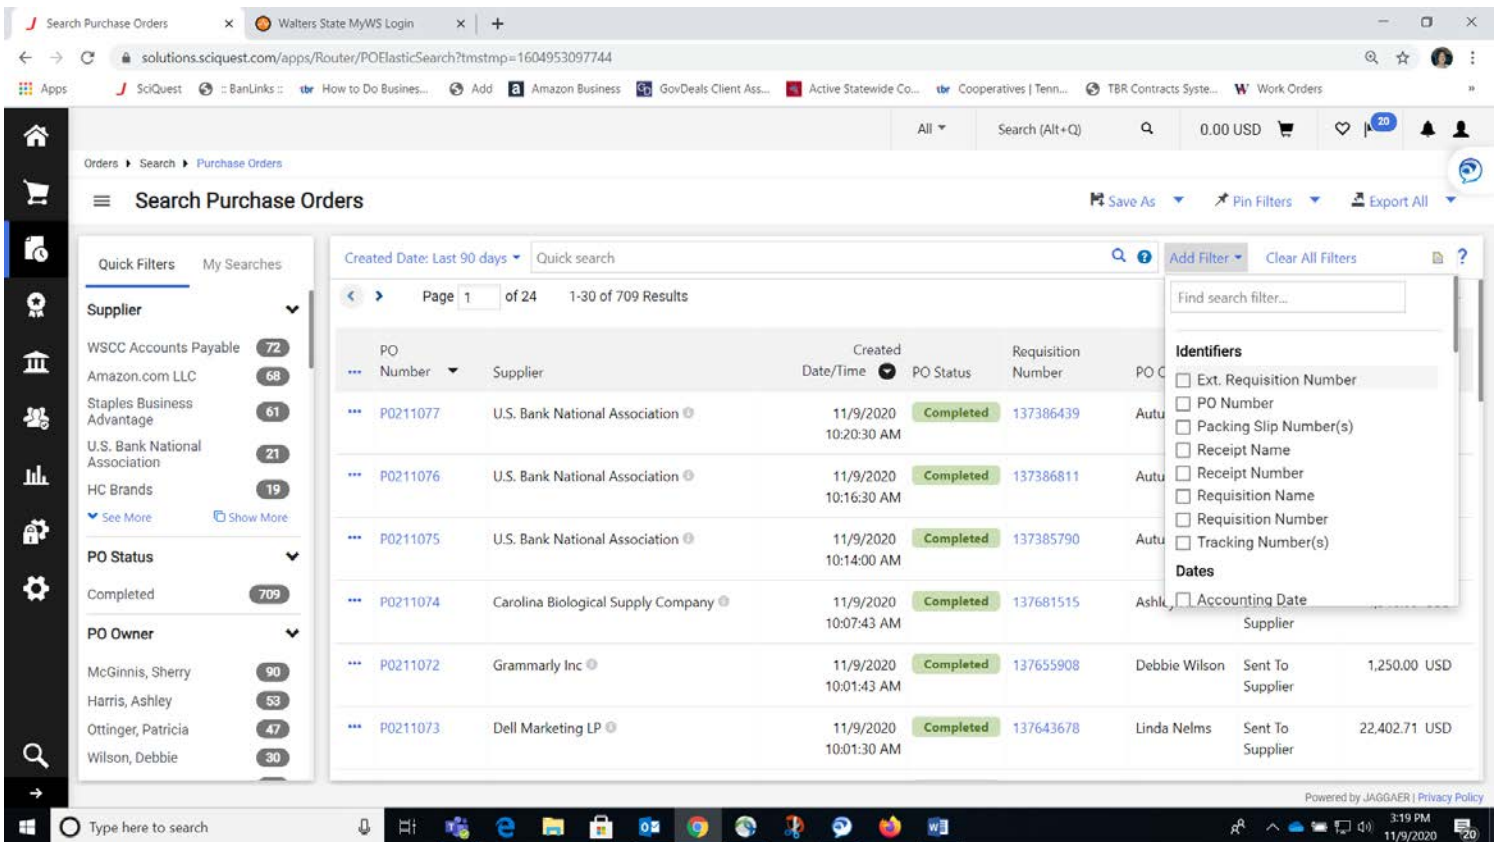 Search Purchase Orders
Walters State MyWS Login
solutions.sciquest.com/apps/Router/POElasticSearch?tmstmp=1604953097744
Apps SciQuest :: BanLinks :: tbr How to Do Busines... Add a Amazon Business GovDeals Client Ass... Active Statewide Co... tbr Cooperatives | Tenn... TBR Contracts Syste... W Work Orders »
All Search (Alt+Q) 0.00 USD 20
Orders Search Purchase Orders
Search Purchase Orders
Save As Pin Filters Export All
Quick Filters My Searches
Supplier
WSCC Accounts Payable 72
Amazon.com LLC 68
Staples Business
Advantage 61
U.S. Bank National
Association 21
HC Brands 19
See More Show More
PO Status
Completed 709
PO Owner
McGinnis, Sherry 90
Harris, Ashley 53
Ottinger, Patricia 47
Wilson, Debbie 30
Created Date: Last 90 days Quick search Add Filter Clear All Filters ?
Page 1 of 24 1-30 of 709 Results
PO Number Supplier Created Date/Time PO Status Requisition Number
P0211077 U.S. Bank National Association 11/9/2020 Completed 137386439 Autu
10:20:30 AM
P0211076 U.S. Bank National Association 11/9/2020 Completed 137386811 Autu
10:16:30 AM
P0211075 U.S. Bank National Association 11/9/2020 Completed 137385790 Autu
10:14:00 AM
P0211074 Carolina Biological Supply Company 11/9/2020 Completed 137681515
10:07:43 AM Supplier
P0211072 Grammarly Inc 11/9/2020 Completed 137655908 Debbie Wilson Sent To 1,250.00 USD
10:01:43 AM Supplier
P0211073 Dell Marketing LP 11/9/2020 Completed 137643678 Linda Nelms Sent To 22,402.71 USD
10:01:30 AM Supplier
Find search filter...
Identifiers
Ext. Requisition Number
PO Number
Packing Slip Number(s)
Receipt Name
Receipt Number
Requisition Name
Requisition Number
Tracking Number(s)
Dates
Accounting Date
Powered by JAGGAER | Privacy Policy
Type here to search
3:19 PM
11/9/2020
20